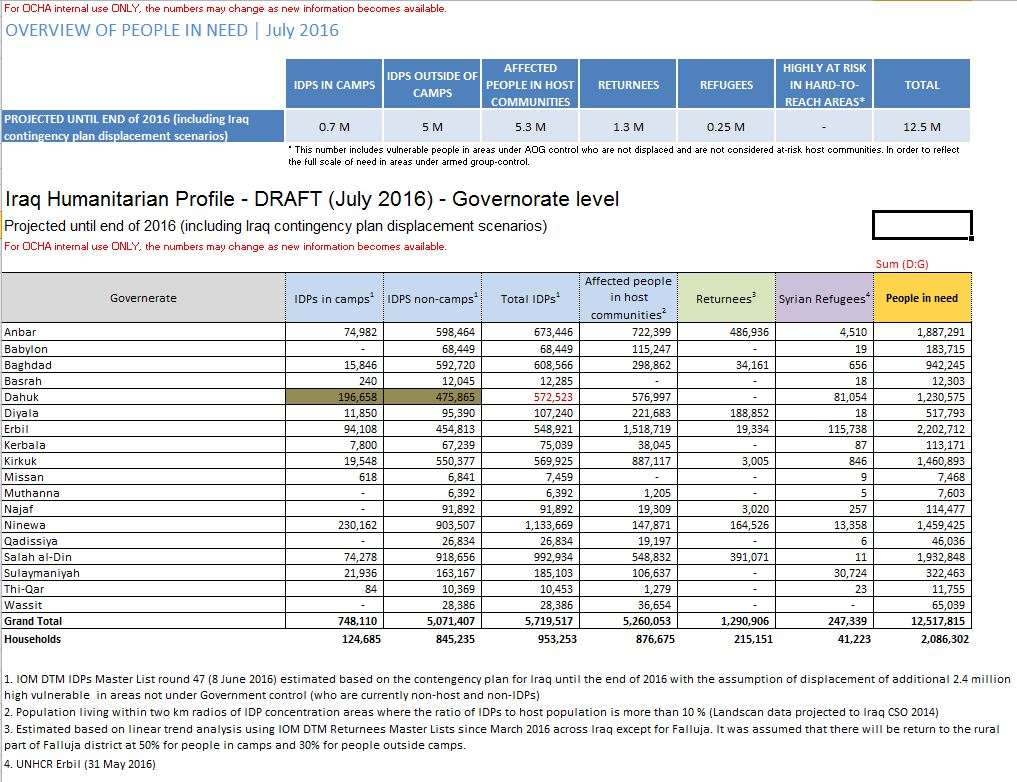 For OCHA internal use ONLY, the numbers may change as new information becomes available.
OVERVIEW OF PEOPLE IN NEED | July 2016
IDPS IN CAMPS IDPS OUTSIDE OF CAMPS AFFECTED PEOPLE IN HOST COMMUNITIES RETURNEES REFUGEES HIGHLY AT RISK IN HARD-TO-REACH AREAS* TOTAL
PROJECTED UNTIL END of 2016 (including Iraq contingency plan displacement scenarios) 0.7 M 5 M 5.3 M 1.3 M 0.25 M - 12.5 M
* This number includes vulnerable people in areas under AOG control who are not displaced and are not considered at-risk host communities. In order to reflect
the full scale of need in areas under armed group-control.
Iraq Humanitarian Profile - DRAFT (July 2016) - Governorate level
Projected until end of 2016 (including Iraq contingency plan displacement scenarios)
For OCHA internal use ONLY, the numbers may change as new information becomes available.
Sum (D:G)
Governerate IDPs in camps¹ IDPS non-camps¹ Total IDPs¹ Affected people in host communities² Returnees³ Syrian Refugees⁴ People in need
Anbar 74,982 598,464 673,446 722,399 486,936 4,510 1,887,291
Babylon - 68,449 68,449 115,247 - 19 183,715
Baghdad 15,846 592,720 608,566 298,862 34,161 656 942,245
Basrah 240 12,045 12,285 - - 18 12,303
Dahuk 196,658 475,865 572,523 576,997 - 81,054 1,230,575
Diyala 11,850 95,390 107,240 221,683 188,852 18 517,793
Erbil 94,108 454,813 548,921 1,518,719 19,334 115,738 2,202,712
Kerbala 7,800 67,239 75,039 38,045 - 87 113,171
Kirkuk 19,548 550,377 569,925 887,117 3,005 846 1,460,893
Missan 618 6,841 7,459 - - 9 7,468
Muthanna - 6,392 6,392 1,205 - 5 7,603
Najaf - 91,892 91,892 19,309 3,020 257 114,477
Ninewa 230,162 903,507 1,133,669 147,871 164,526 13,358 1,459,425
Qadissiya - 26,834 26,834 19,197 - 6 46,036
Salah al-Din 74,278 918,656 992,934 548,832 391,071 11 1,932,848
Sulaymaniyah 21,936 163,167 185,103 106,637 - 30,724 322,463
Thi-Qar 84 10,369 10,453 1,279 - 23 11,755
Wassit - 28,386 28,386 36,654 - - 65,039
Grand Total 748,110 5,071,407 5,719,517 5,260,053 1,290,906 247,339 12,517,815
Households 124,685 845,235 953,253 876,675 215,151 41,223 2,086,302
1. IOM DTM IDPs Master List round 47 (8 June 2016) estimated based on the contengency plan for Iraq until the end of 2016 with the assumption of displacement of additional 2.4 million
high vulnerable in areas not under Government control (who are currently non-host and non-IDPs)
2. Population living within two km radios of IDP concentration areas where the ratio of IDPs to host population is more than 10 % (Landscan data projected to Iraq CSO 2014)
3. Estimated based on linear trend analysis using IOM DTM Returnees Master Lists since March 2016 across Iraq except for Falluja. It was assumed that there will be return to the rural
part of Falluja district at 50% for people in camps and 30% for people outside camps.
4. UNHCR Erbil (31 May 2016)